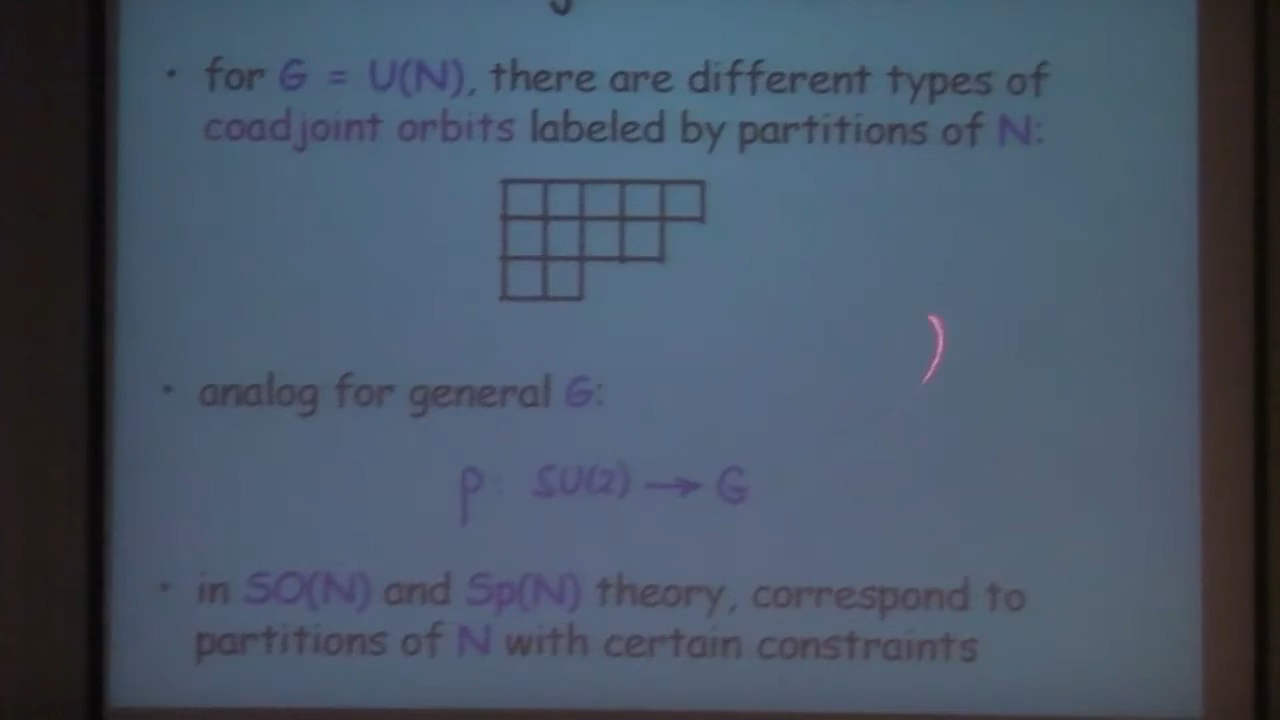 • for G = U(N), there are different types of
coadjoint orbits labeled by partitions of N:
• analog for general G:
ρ: SU(2) → G
• in SO(N) and Sp(N) theory, correspond to
partitions of N with certain constraints